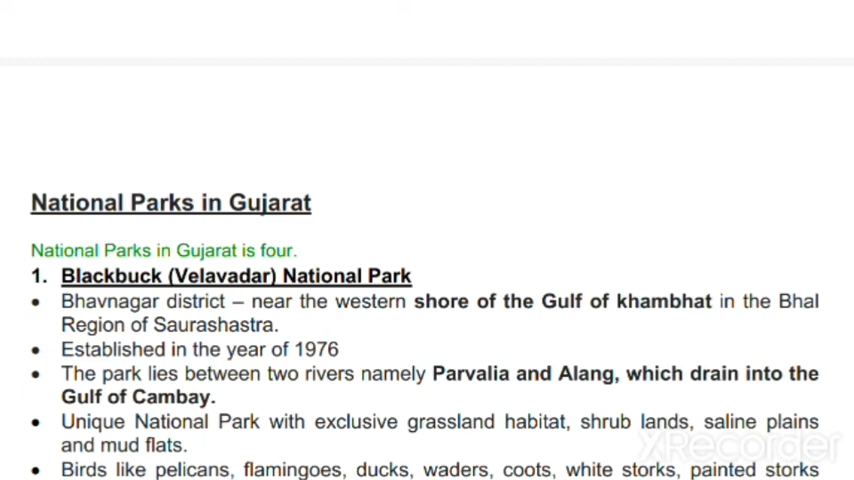 National Parks in Gujarat
National Parks in Gujarat is four.
1. Blackbuck (Velavadar) National Park
• Bhavnagar district – near the western shore of the Gulf of khambhat in the Bhal
Region of Saurashastra.
• Established in the year of 1976
• The park lies between two rivers namely Parvalia and Alang, which drain into the
Gulf of Cambay.
• Unique National Park with exclusive grassland habitat, shrub lands, saline plains
and mud flats.
XRecorder
• Birds like pelicans, flamingoes, ducks, waders, coots, white storks, painted storks